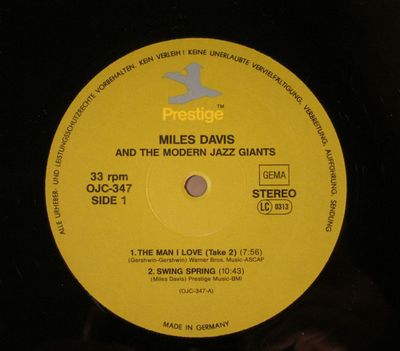 ALLE URHEBER- UND LEISTUNGSSCHUTZRECHTE VORBEHALTEN. KEIN VERLEIH! KEINE UNERLAUBTE VERVIELFÄLTIGUNG, VERMIETUNG, AUFFÜHRUNG, SENDUNG
Prestige™
MILES DAVIS
AND THE MODERN JAZZ GIANTS
33 rpm
OJC-347
SIDE 1
GEMA
STEREO
LC 0313
1.THE MAN I LOVE (Take 2) (7:56)
(Gershwin-Gershwin) Warner Bros. Music-ASCAP
2. SWING SPRING (10:43)
(Miles Davis) Prestige Music-BMI
(OJC-347-A)
MADE IN GERMANY